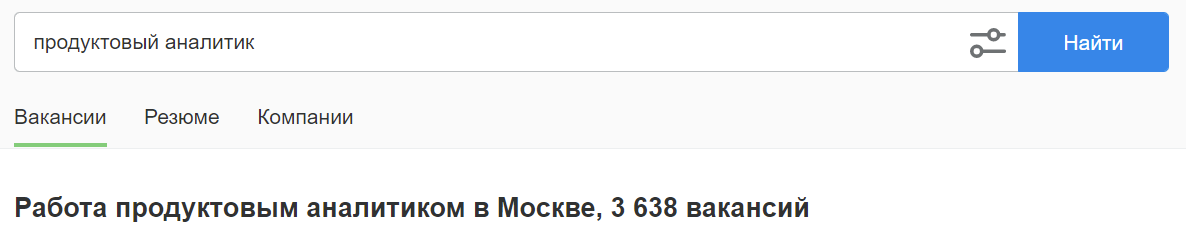 продуктовый аналитик
Найти
Вакансии Резюме Компании
Работа продуктовым аналитиком в Москве, 3 638 вакансий